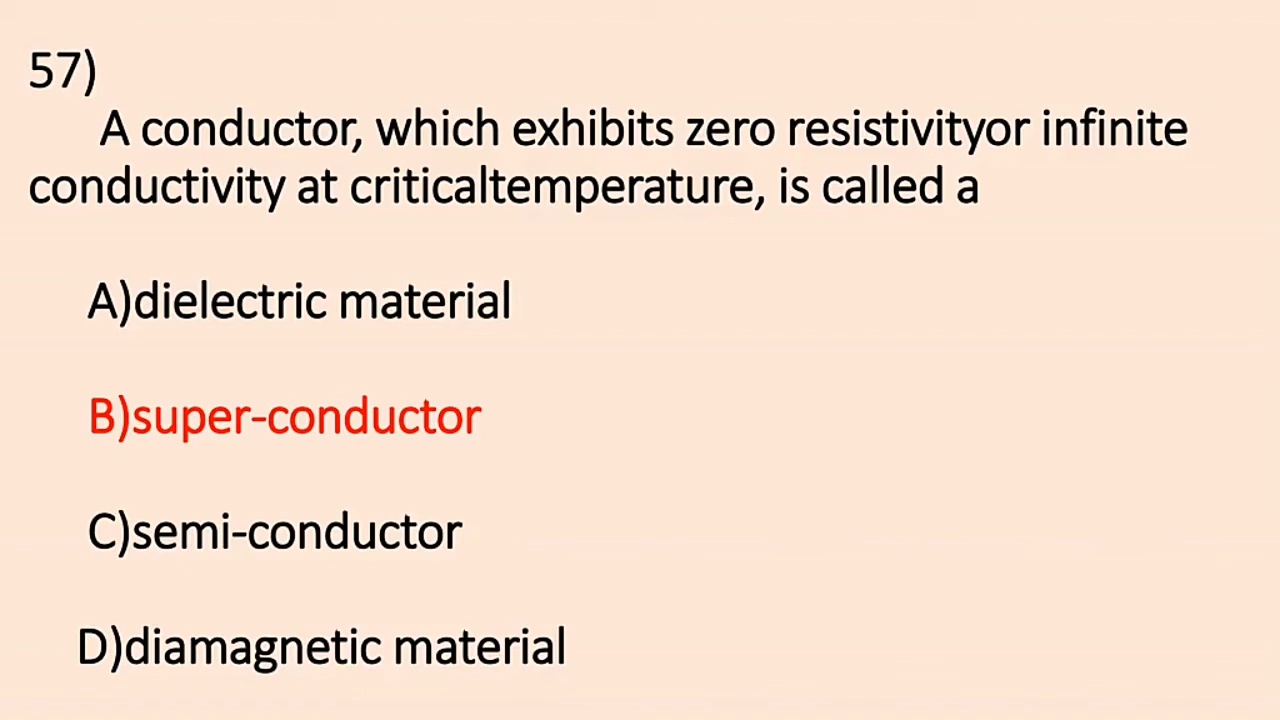 57)
A conductor, which exhibits zero resistivityor infinite
conductivity at criticaltemperature, is called a
A)dielectric material
B)super-conductor
C)semi-conductor
D)diamagnetic material